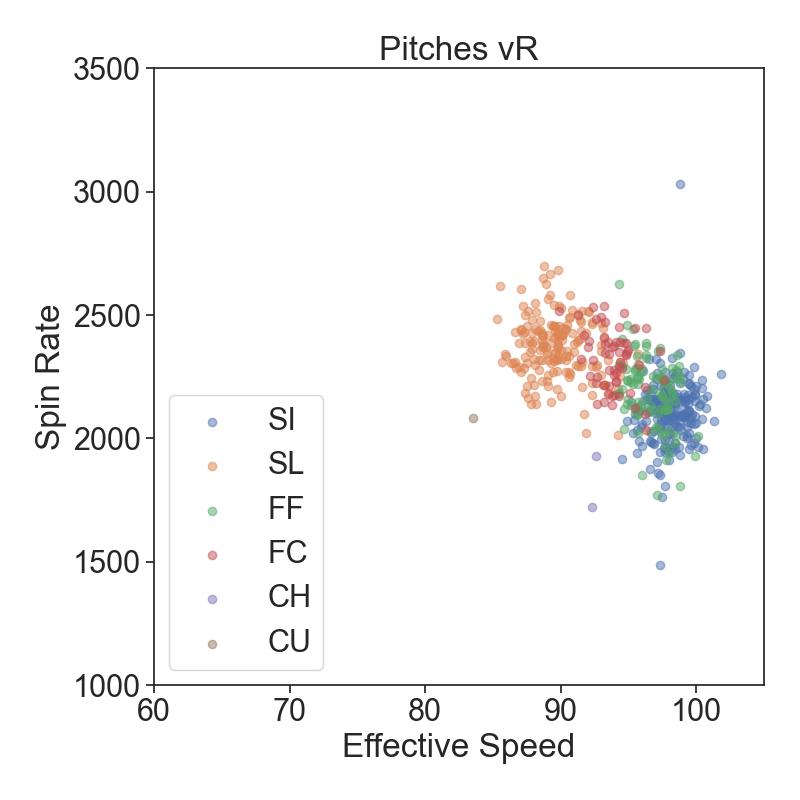 Pitches vR
3500
3000
2500
2000
1500
1000
Spin Rate
SI
SL
FF
FC
CH
CU
60 70 80 90 100
Effective Speed